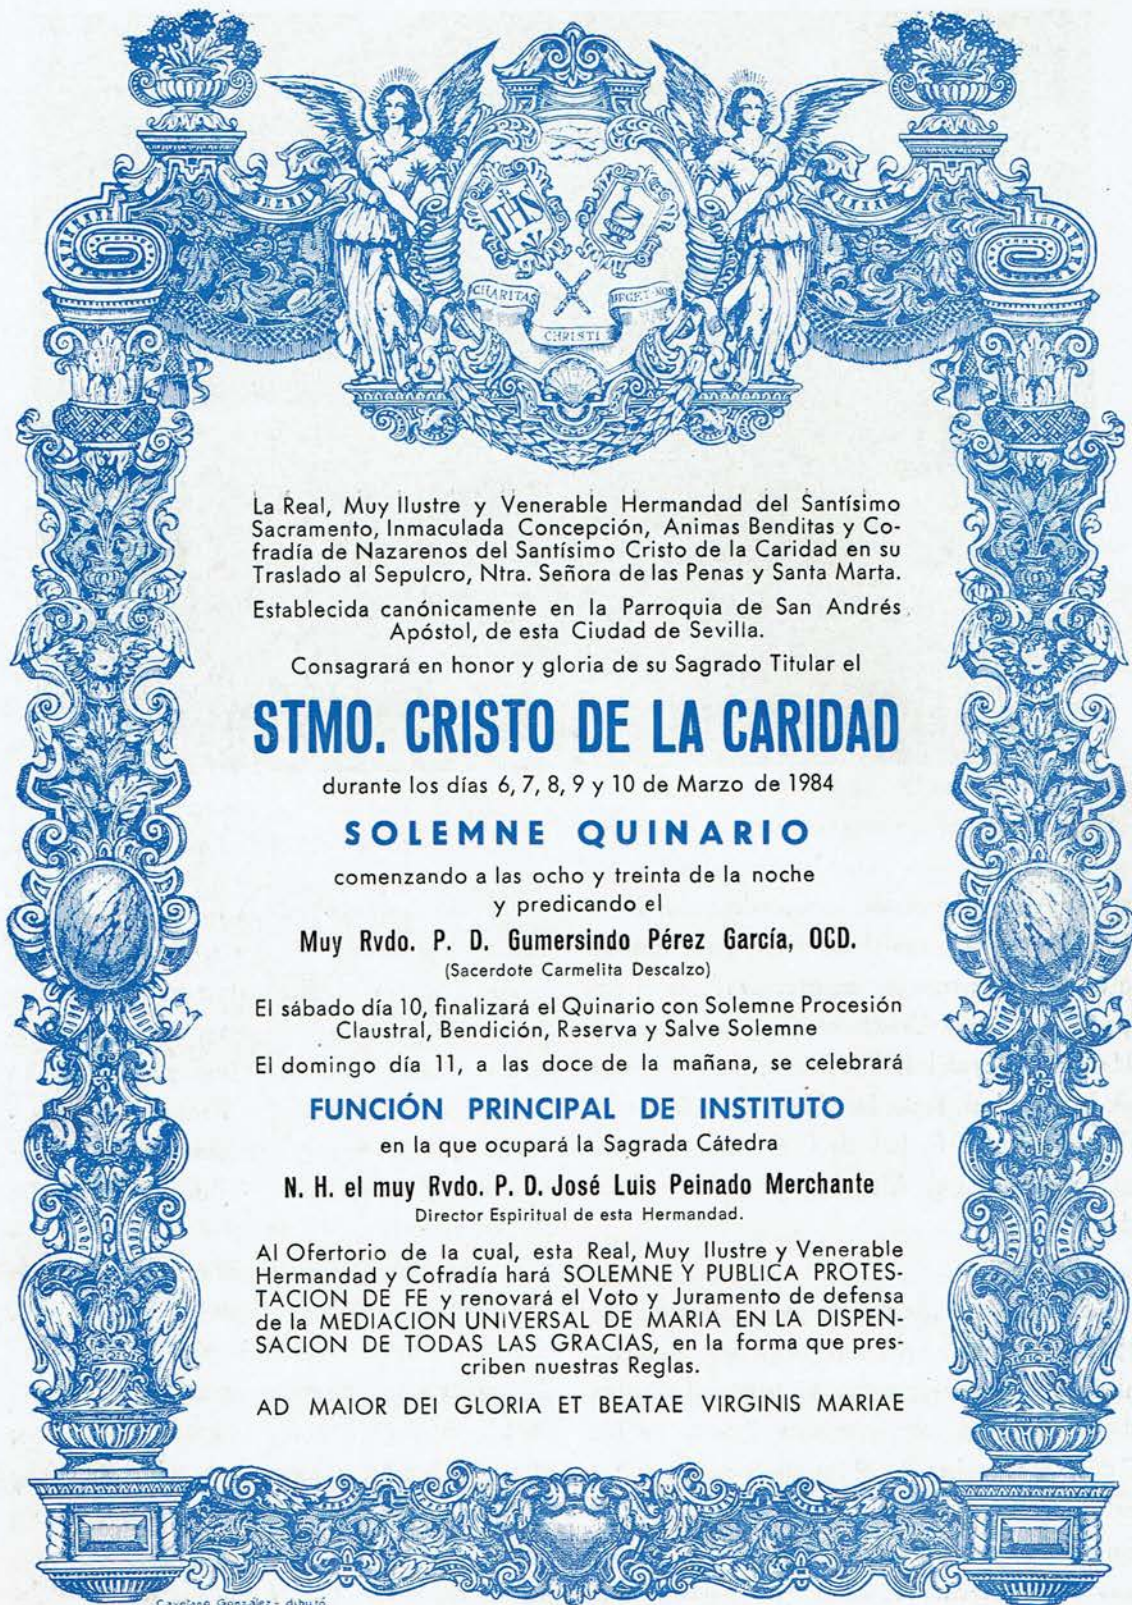 IHS
CHARITAS
URGET-NOS
CHRISTI
La Real, Muy Ilustre y Venerable Hermandad del Santísimo
Sacramento, Inmaculada Concepción, Animas Benditas y Co-
fradía de Nazarenos del Santísimo Cristo de la Caridad en su
Traslado al Sepulcro, Ntra. Señora de las Penas y Santa Marta.
Establecida canónicamente en la Parroquia de San Andrés
Apóstol, de esta Ciudad de Sevilla.
Consagrará en honor y gloria de su Sagrado Titular el
STMO. CRISTO DE LA CARIDAD
durante los días 6, 7, 8, 9 y 10 de Marzo de 1984
SOLEMNE QUINARIO
comenzando a las ocho y treinta de la noche
y predicando el
Muy Rvdo. P. D. Gumersindo Pérez García, OCD.
(Sacerdote Carmelita Descalzo)
El sábado día 10, finalizará el Quinario con Solemne Procesión
Claustral, Bendición, Reserva y Salve Solemne
El domingo día 11, a las doce de la mañana, se celebrará
FUNCIÓN PRINCIPAL DE INSTITUTO
en la que ocupará la Sagrada Cátedra
N. H. el muy Rvdo. P. D. José Luis Peinado Merchante
Director Espiritual de esta Hermandad.
Al Ofertorio de la cual, esta Real, Muy Ilustre y Venerable
Hermandad y Cofradía hará SOLEMNE Y PUBLICA PROTES-
TACION DE FE y renovará el Voto y Juramento de defensa
de la MEDIACION UNIVERSAL DE MARIA EN LA DISPEN-
SACION DE TODAS LAS GRACIAS, en la forma que pres-
criben nuestras Reglas.
AD MAIOR DEI GLORIA ET BEATAE VIRGINIS MARIAE
Cayetano González - dibujó